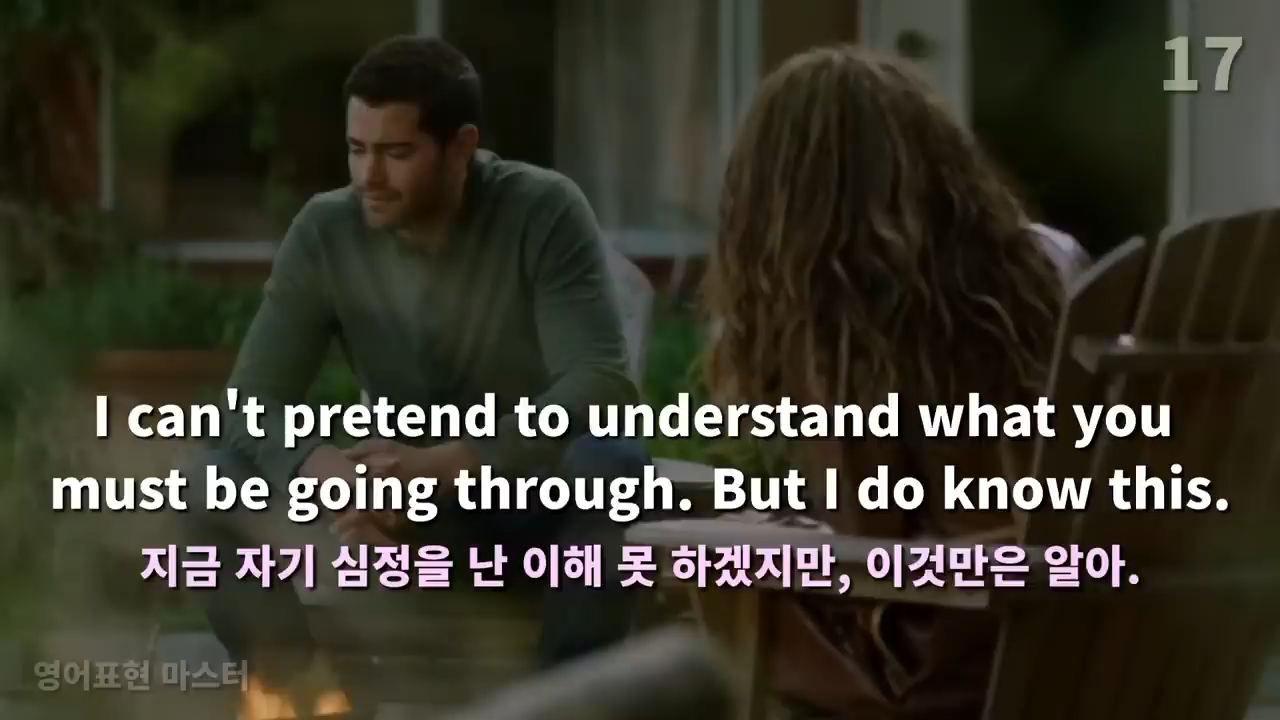 17
I can't pretend to understand what you
must be going through. But I do know this.
지금 자기 심정을 난 이해 못 하겠지만, 이것만은 알아.
영어표현 마스터